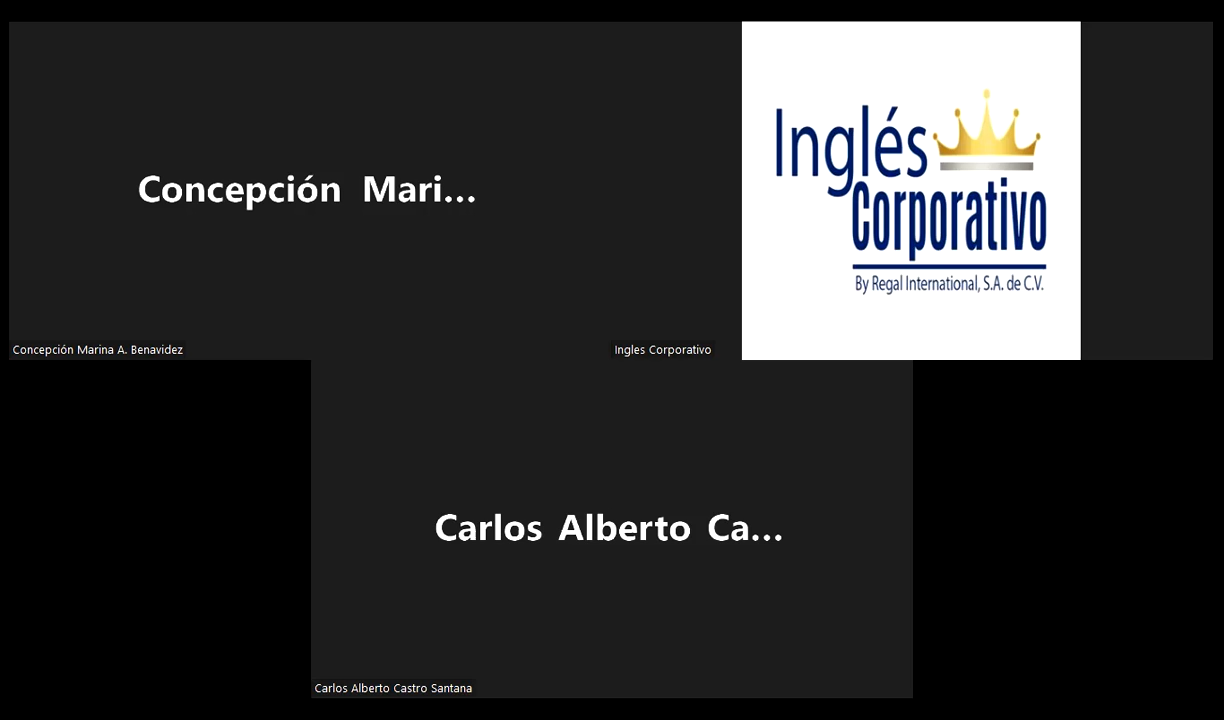 Concepción Mari...
Concepción Marina A. Benavidez
Inglés
Corporativo
By Regal International, S.A. de C.V.
Ingles Corporativo
Carlos Alberto Ca...
Carlos Alberto Castro Santana